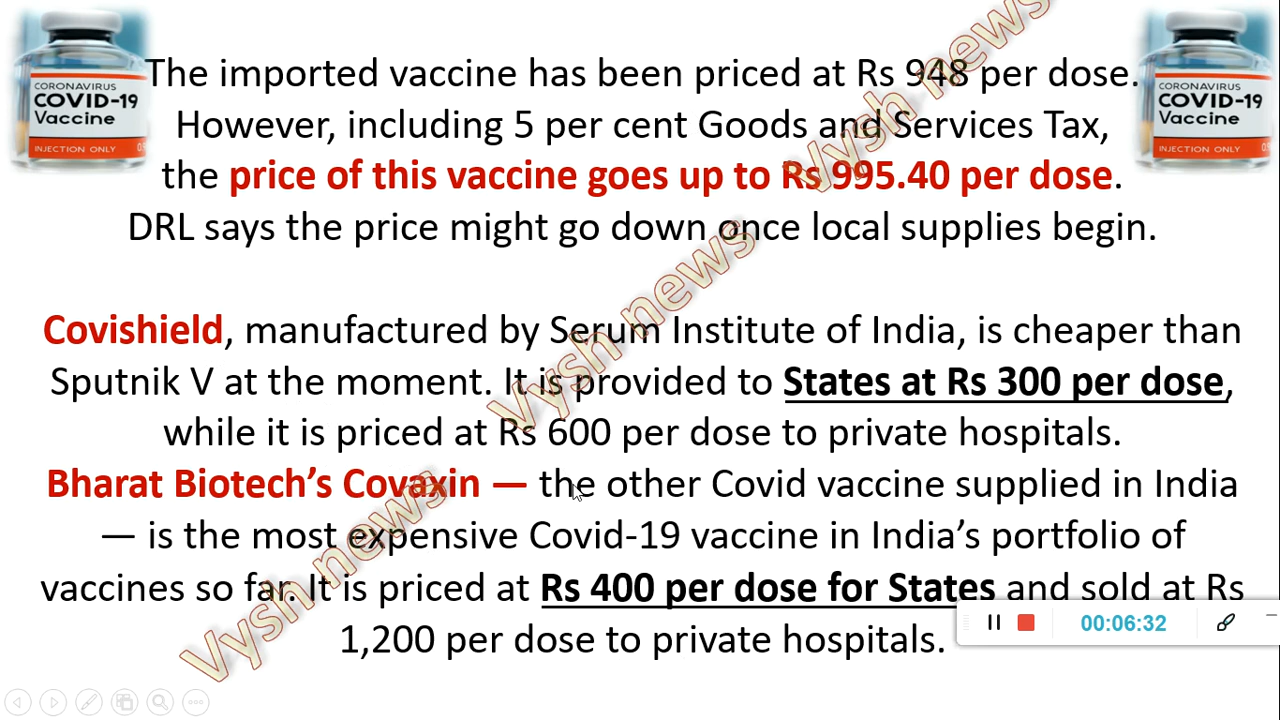 The imported vaccine has been priced at Rs 948 per dose.
However, including 5 per cent Goods and Services Tax,
the price of this vaccine goes up to Rs 995.40 per dose.
DRL says the price might go down once local supplies begin.
Covishield, manufactured by Serum Institute of India, is cheaper than
Sputnik V at the moment. It is provided to States at Rs 300 per dose,
while it is priced at Rs 600 per dose to private hospitals.
Bharat Biotech’s Covaxin — the other Covid vaccine supplied in India
— is the most expensive Covid-19 vaccine in India’s portfolio of
vaccines so far. It is priced at Rs 400 per dose for States and sold at Rs
1,200 per dose to private hospitals.
CORONAVIRUS
COVID-19
Vaccine
INJECTION ONLY
CORONAVIRUS
COVID-19
Vaccine
INJECTION ONLY
Vysh news
Vysh news
Vysh news
00:06:32